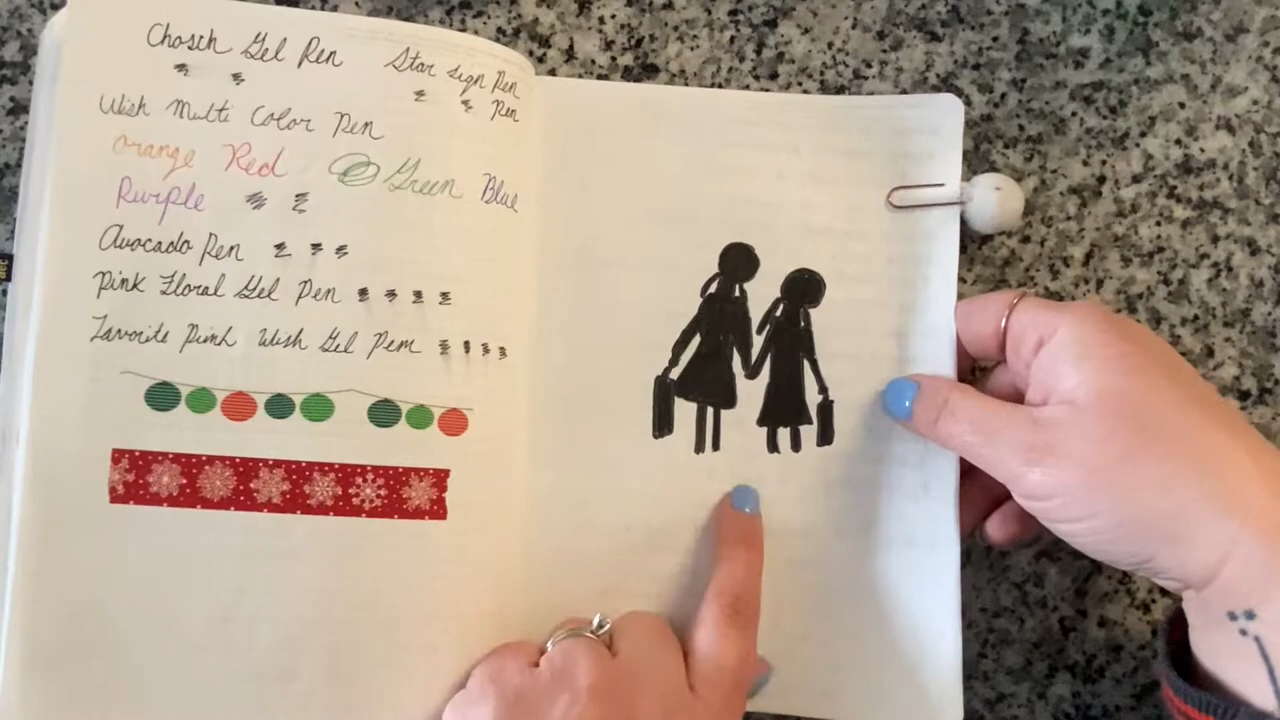 Chosch Gel Pen
Star sign Pen
Pen
Wish Multi Color Pen
Orange Red Green Blue
Purple
Avocado Pen
Pink Floral Gel Pen
Favorite Pink Wish Gel Pen